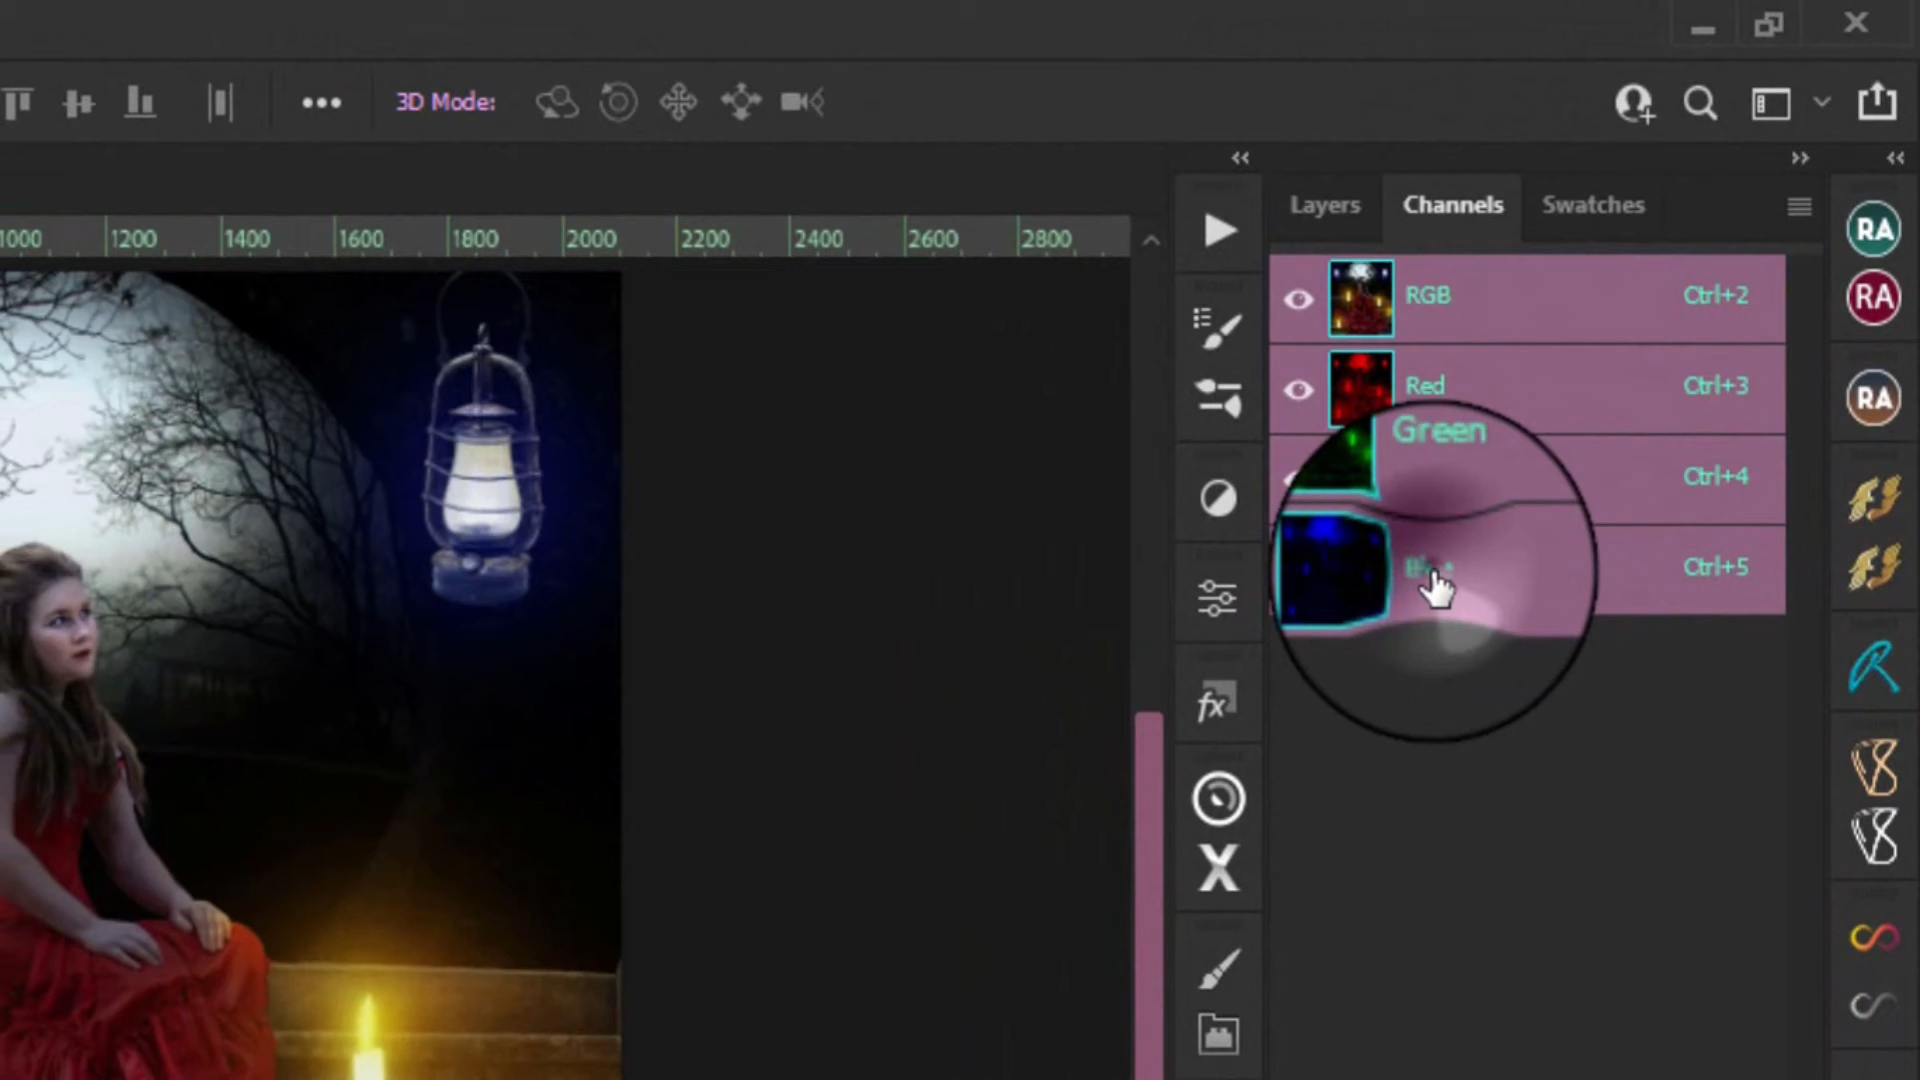 3D Mode:
Layers
Channels
Swatches
1000 1200 1400 1600 1800 2000 2200 2400 2600 2800
RGB Ctrl+2
Red Ctrl+3
Green Ctrl+4
Ctrl+5
RA
RA
RA
fx